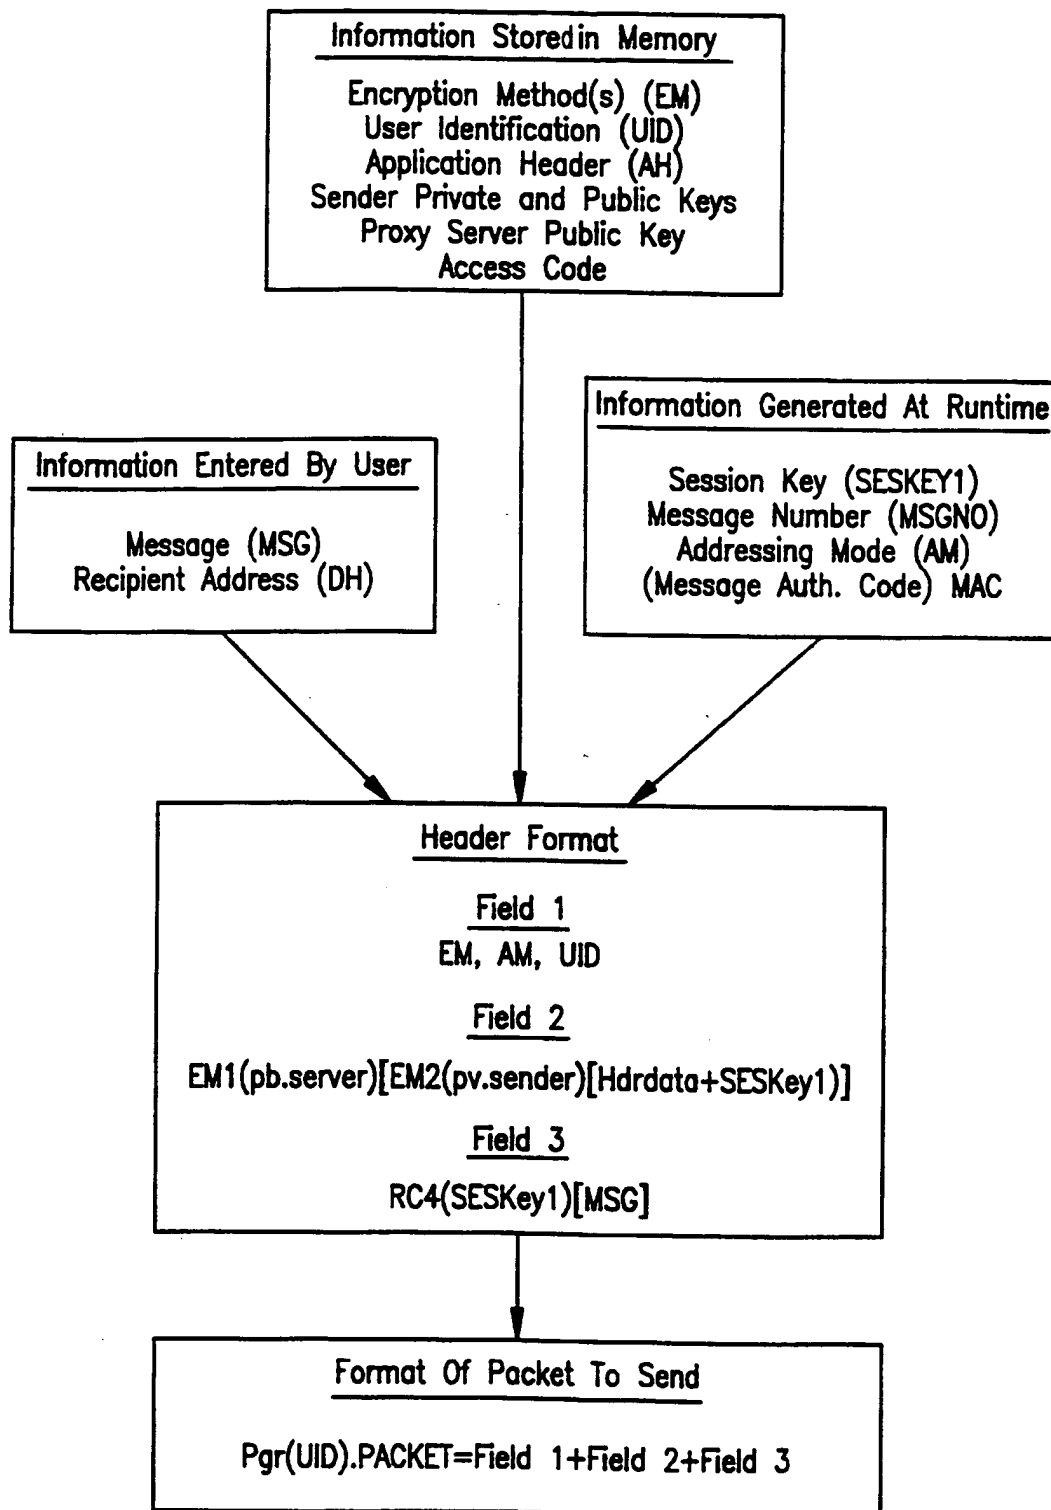 Information Stored in Memory
Encryption Method(s) (EM)
User Identification (UID)
Application Header (AH)
Sender Private and Public Keys
Proxy Server Public Key
Access Code
Information Entered By User
Message (MSG)
Recipient Address (DH)
Information Generated At Runtime
Session Key (SESKEY1)
Message Number (MSGNO)
Addressing Mode (AM)
(Message Auth. Code) MAC
Header Format
Field 1
EM, AM, UID
Field 2
EM1(pb.server)[EM2(pv.sender)[Hdrdata+SESKey1)]
Field 3
RC4(SESKey1)[MSG]
Format Of Packet To Send
Pgr(UID).PACKET=Field 1+Field 2+Field 3